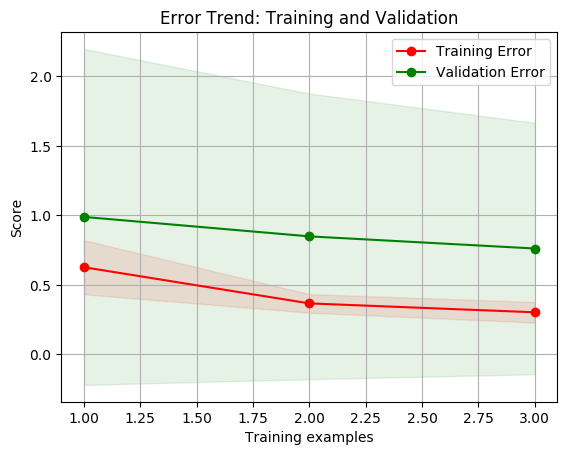 Error Trend: Training and Validation
Training Error
Validation Error
2.0
1.5
1.0
0.5
0.0
Score
1.00 1.25 1.50 1.75 2.00 2.25 2.50 2.75 3.00
Training examples